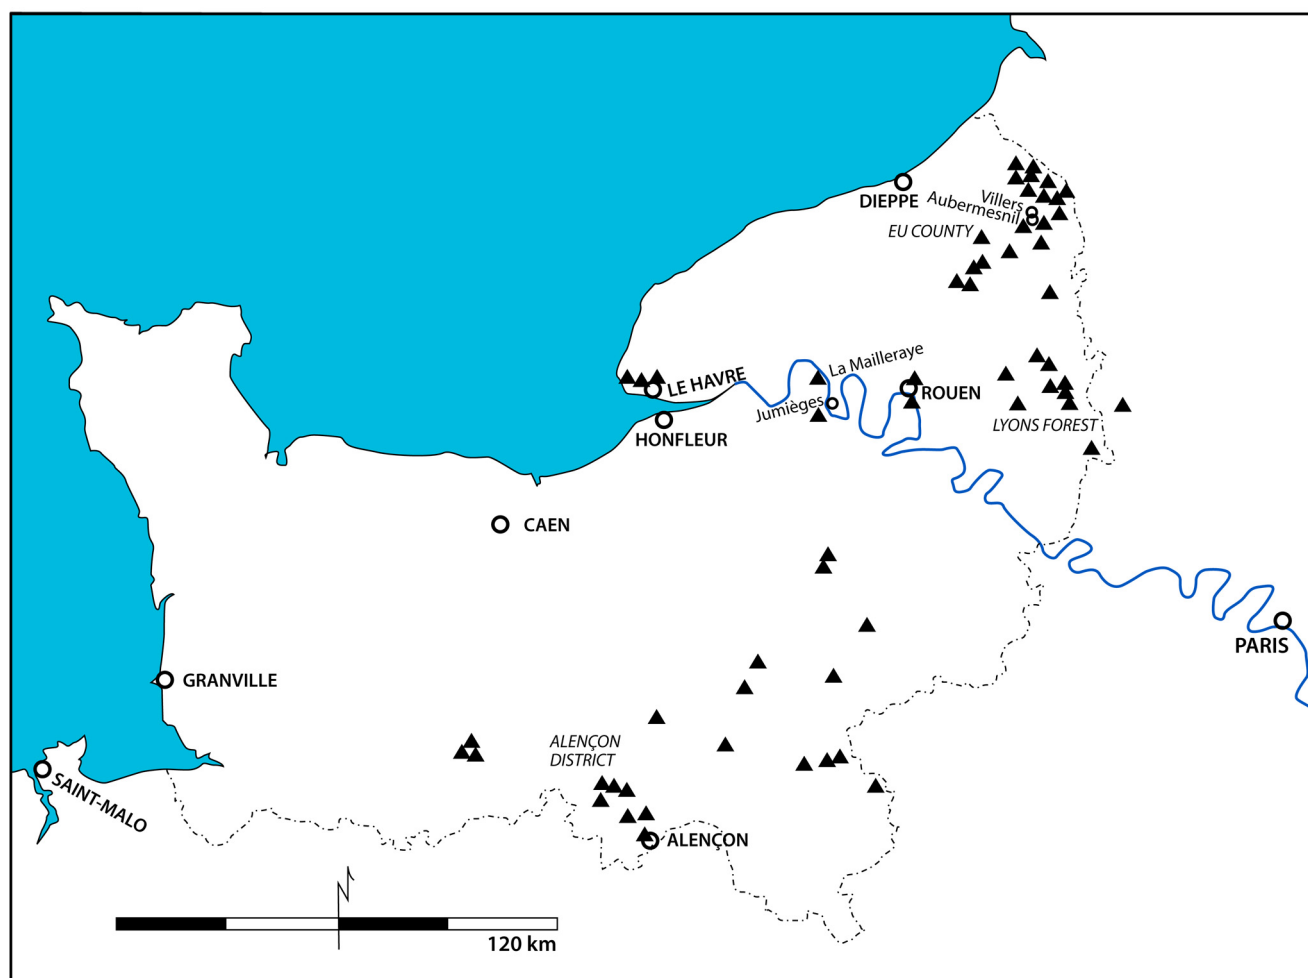 DIEPPE
Villers
Aubermesnil
EU COUNTY
La Mailleraye
LE HAVRE
ROUEN
Jumièges
LYONS FOREST
HONFLEUR
CAEN
PARIS
GRANVILLE
ALENÇON
DISTRICT
SAINT-MALO
ALENÇON
120 km